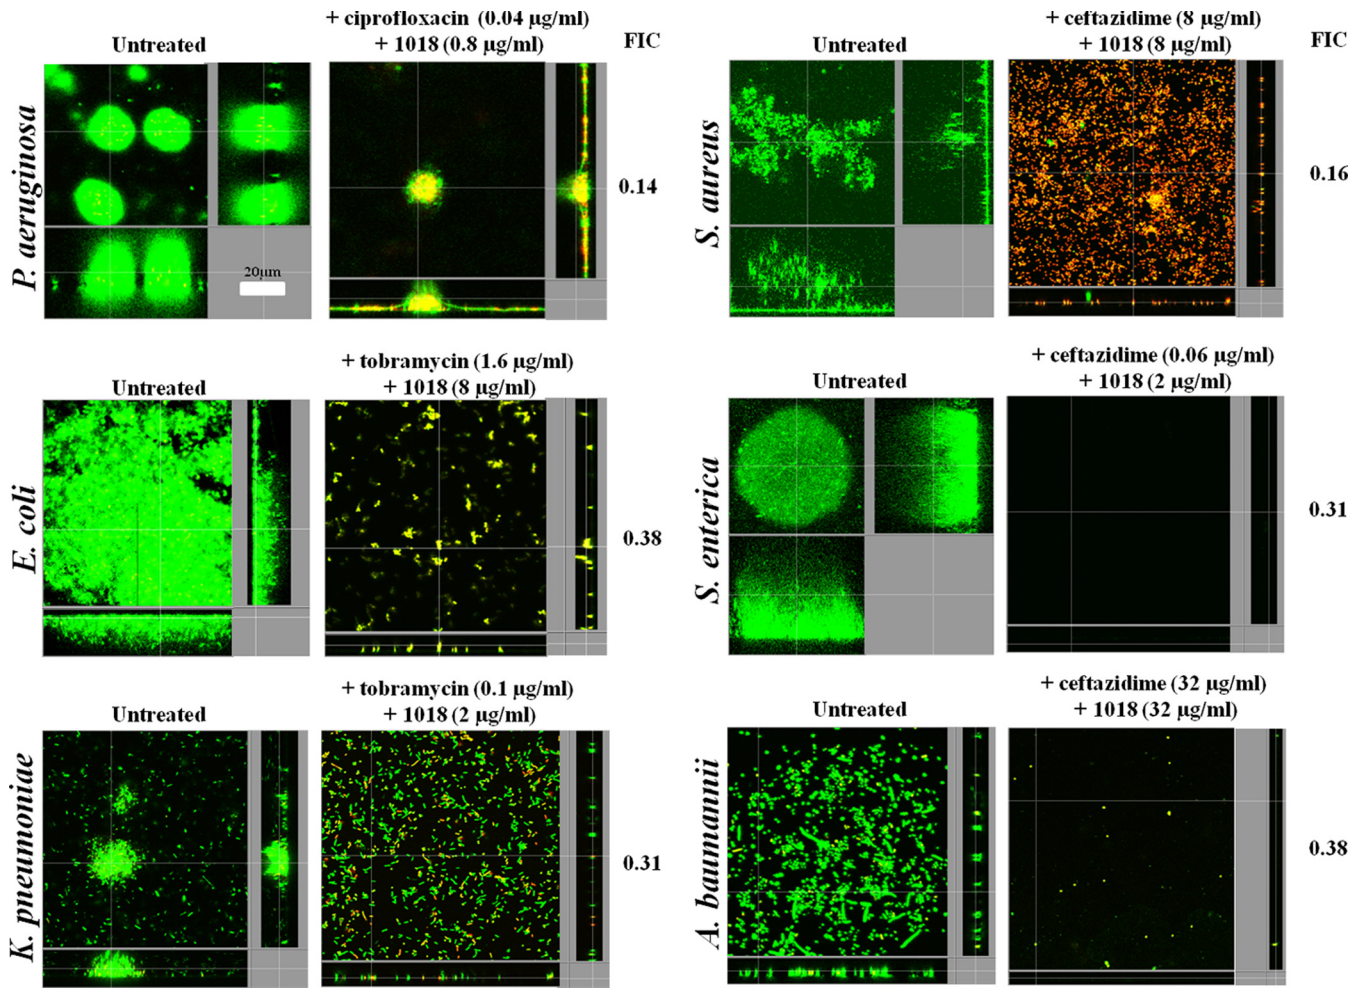 + ciprofloxacin (0.04 µg/ml)
Untreated + 1018 (0.8 µg/ml) FIC
P. aeruginosa
20µm
0.14
+ ceftazidime (8 µg/ml)
Untreated + 1018 (8 µg/ml) FIC
S. aureus
0.16
+ tobramycin (1.6 µg/ml)
Untreated + 1018 (8 µg/ml)
E. coli
0.38
+ ceftazidime (0.06 µg/ml)
Untreated + 1018 (2 µg/ml)
S. enterica
0.31
+ tobramycin (0.1 µg/ml)
Untreated + 1018 (2 µg/ml)
K. pneumoniae
0.31
+ ceftazidime (32 µg/ml)
Untreated + 1018 (32 µg/ml)
A. baumannii
0.38